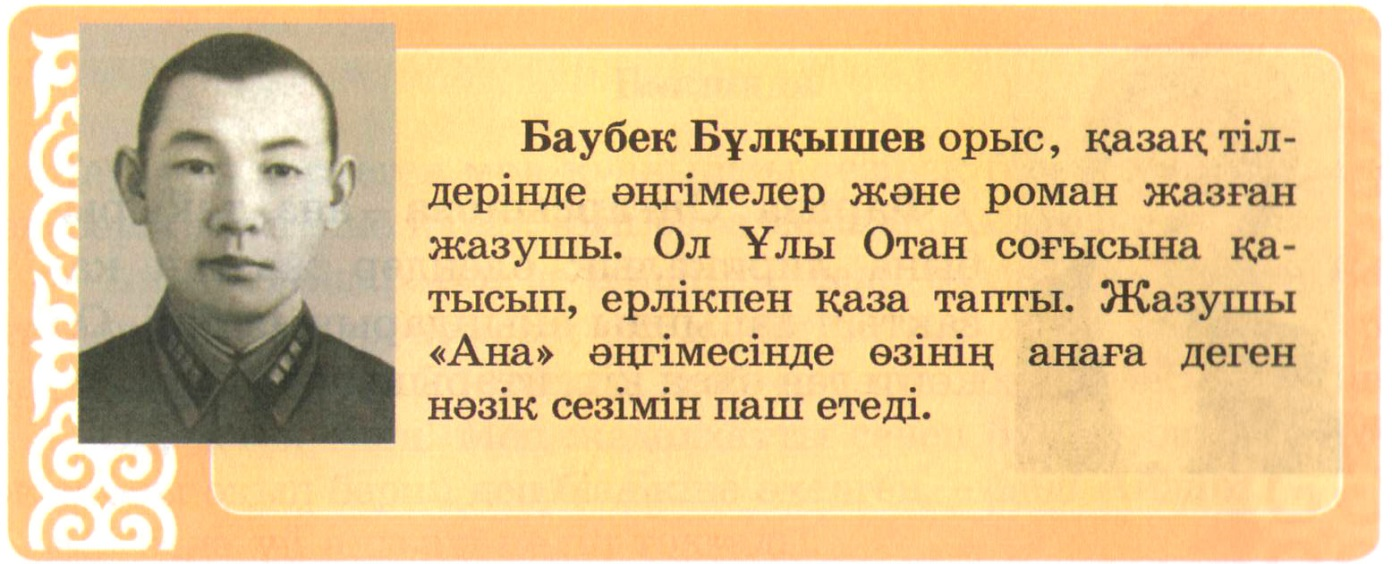 Баубек Бұлқышев орыс, қазақ тіл-
дерінде әңгімелер және роман жазған
жазушы. Ол Ұлы Отан соғысына қа-
тысып, ерлікпен қаза тапты. Жазушы
«Ана» әңгімесінде өзінің анаға деген
нәзік сезімін паш етеді.